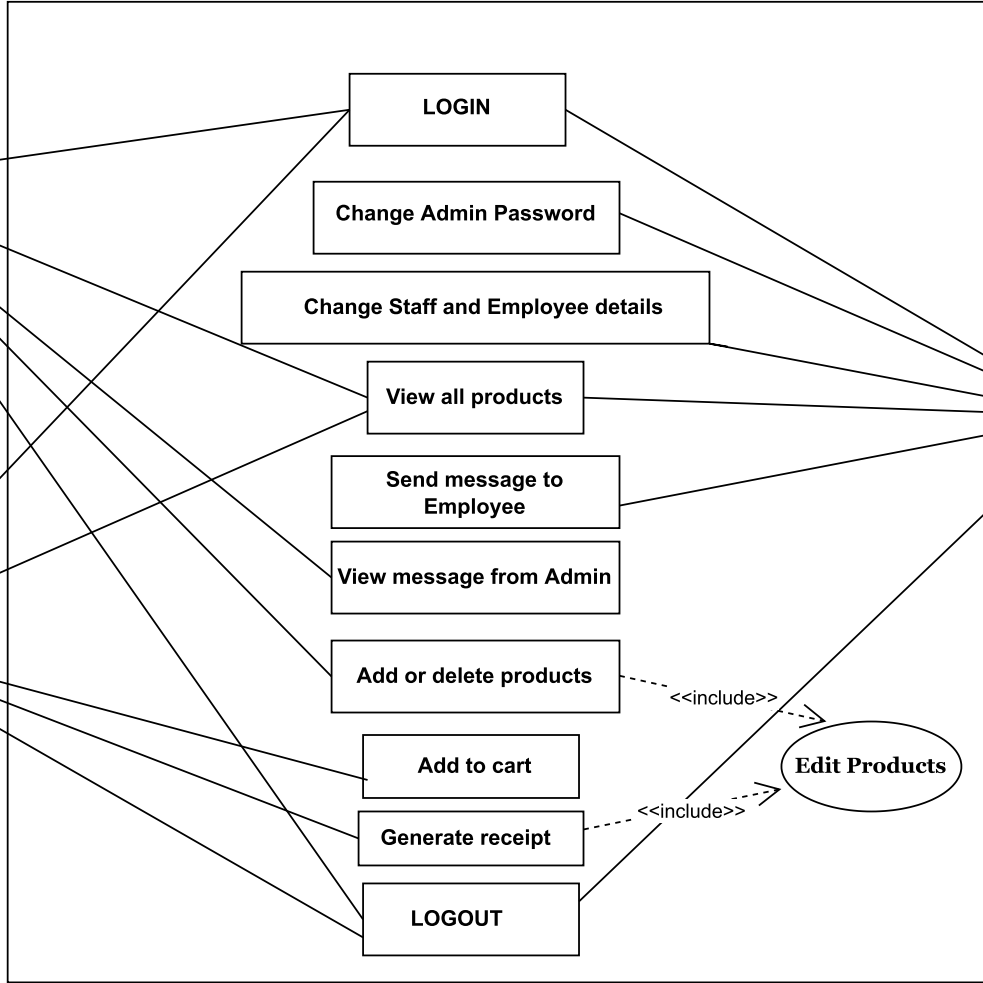 LOGIN
Change Admin Password
Change Staff and Employee details
View all products
Send message to
Employee
View message from Admin
Add or delete products
<<include>>
Edit Products
Add to cart
<<include>>
Generate receipt
LOGOUT